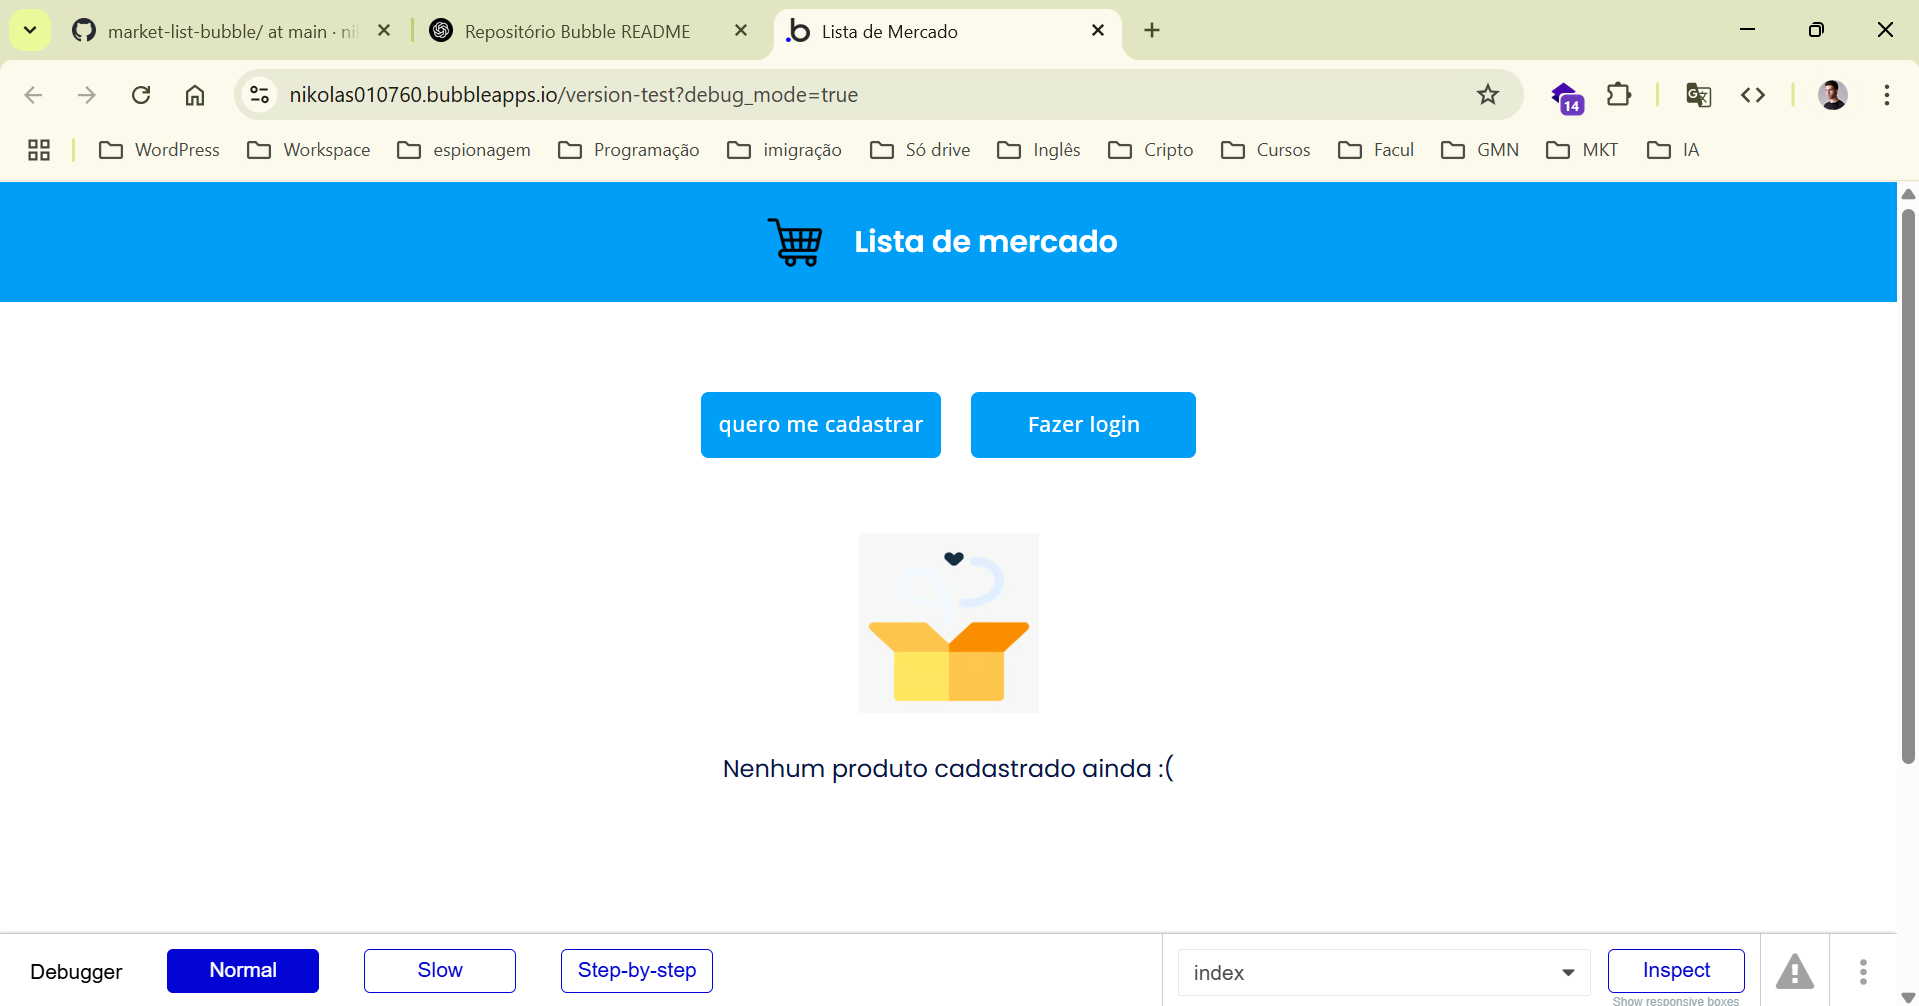 market-list-bubble/ at main · ni
Repositório Bubble README
Lista de Mercado
nikolas010760.bubbleapps.io/version-test?debug_mode=true
14
WordPress
Workspace
espionagem
Programação
imigração
Só drive
Inglês
Cripto
Cursos
Facul
GMN
MKT
IA
Lista de mercado
quero me cadastrar
Fazer login
Nenhum produto cadastrado ainda :(
Debugger
Normal
Slow
Step-by-step
index
Inspect
Show responsive boxes